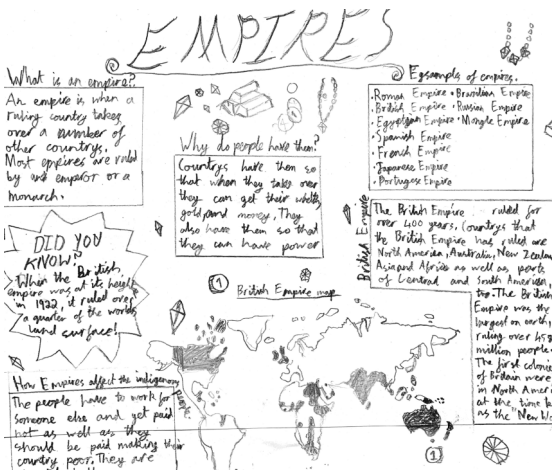 EMPIRES
What is an empire?
An empire is when a
ruling country takes
over a number of
other countrys.
Most empires are ruled
by an emperor or a
monarch.
Why do people have them?
Countrys have them so
that when they take over
they can get their
gold and money. They
also have them so that
they can have power
Egsample of empires.
• Roman Empire • Brazilian Empire
• British Empire • Russian Empire
• Egyptian Empire • Mongle Empire
• Spanish Empire
• French Empire
• Japanese Empire
• Portugese Empire
DID YOU
KNOW?
When the British
empire was at its height
in 1922, it ruled over
a quarter of the worlds
land surface!
British Empire
The British Empire ruled for
over 400 years, Countrys that
the British Empire has ruled are
North America, Australia, New Zealand
Asia and Africa as well as parts
of Central and South America,
too. The British
Empire was the
largest on earth,
ruling over 458
million people.
The first colonies
of Britain were
in North America
at the time
as the "New
1 British Empire map
How Empires affect the indigenous people.
The people have to work for
someone else and get paid
not as well as they
should be paid making their
country poor. They are
1